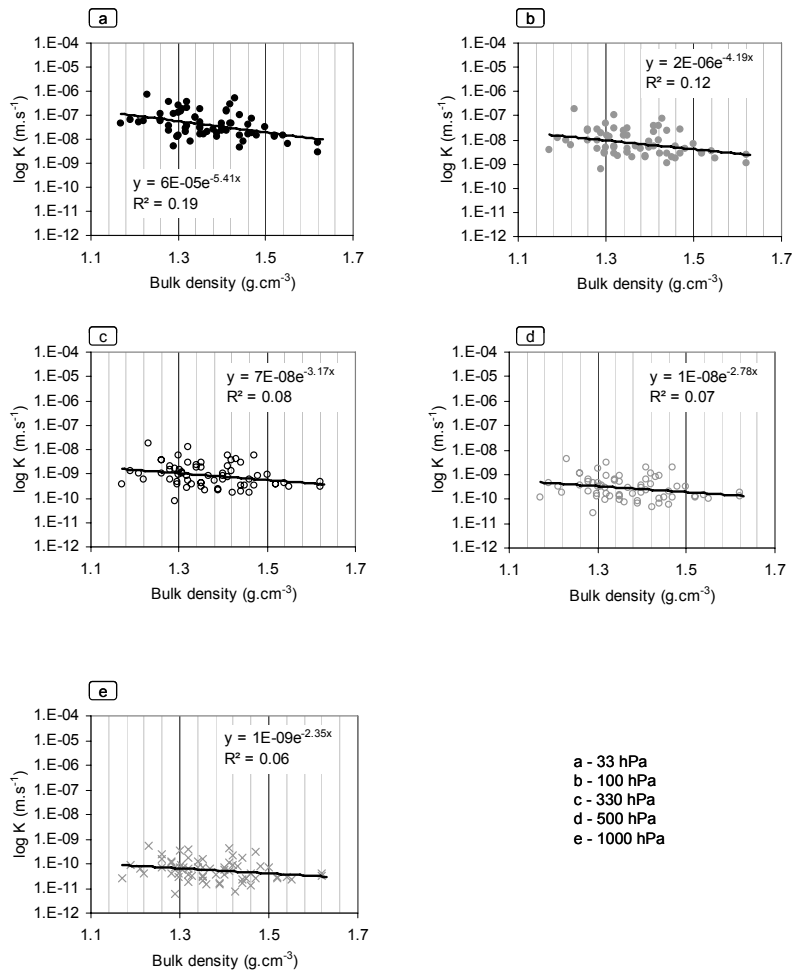 a
1.E-04
1.E-05
1.E-06
1.E-07
1.E-08
1.E-09
1.E-10
1.E-11
1.E-12
log K (m.s-1)
y = 6E-05e-5.41x
R² = 0.19
1.1 1.3 1.5 1.7
Bulk density (g.cm-3)
b
1.E-04
1.E-05
1.E-06
1.E-07
1.E-08
1.E-09
1.E-10
1.E-11
1.E-12
log K (m.s-1)
y = 2E-06e-4.19x
R² = 0.12
1.1 1.3 1.5 1.7
Bulk density (g.cm-3)
c
1.E-04
1.E-05
1.E-06
1.E-07
1.E-08
1.E-09
1.E-10
1.E-11
1.E-12
log K (m.s-1)
y = 7E-08e-3.17x
R² = 0.08
1.1 1.3 1.5 1.7
Bulk density (g.cm-3)
d
1.E-04
1.E-05
1.E-06
1.E-07
1.E-08
1.E-09
1.E-10
1.E-11
1.E-12
log K (m.s-1)
y = 1E-08e-2.78x
R² = 0.07
1.1 1.3 1.5 1.7
Bulk density (g.cm-3)
e
1.E-04
1.E-05
1.E-06
1.E-07
1.E-08
1.E-09
1.E-10
1.E-11
1.E-12
log K (m.s-1)
y = 1E-09e-2.35x
R² = 0.06
1.1 1.3 1.5 1.7
Bulk density (g.cm-3)
a - 33 hPa
b - 100 hPa
c - 330 hPa
d - 500 hPa
e - 1000 hPa